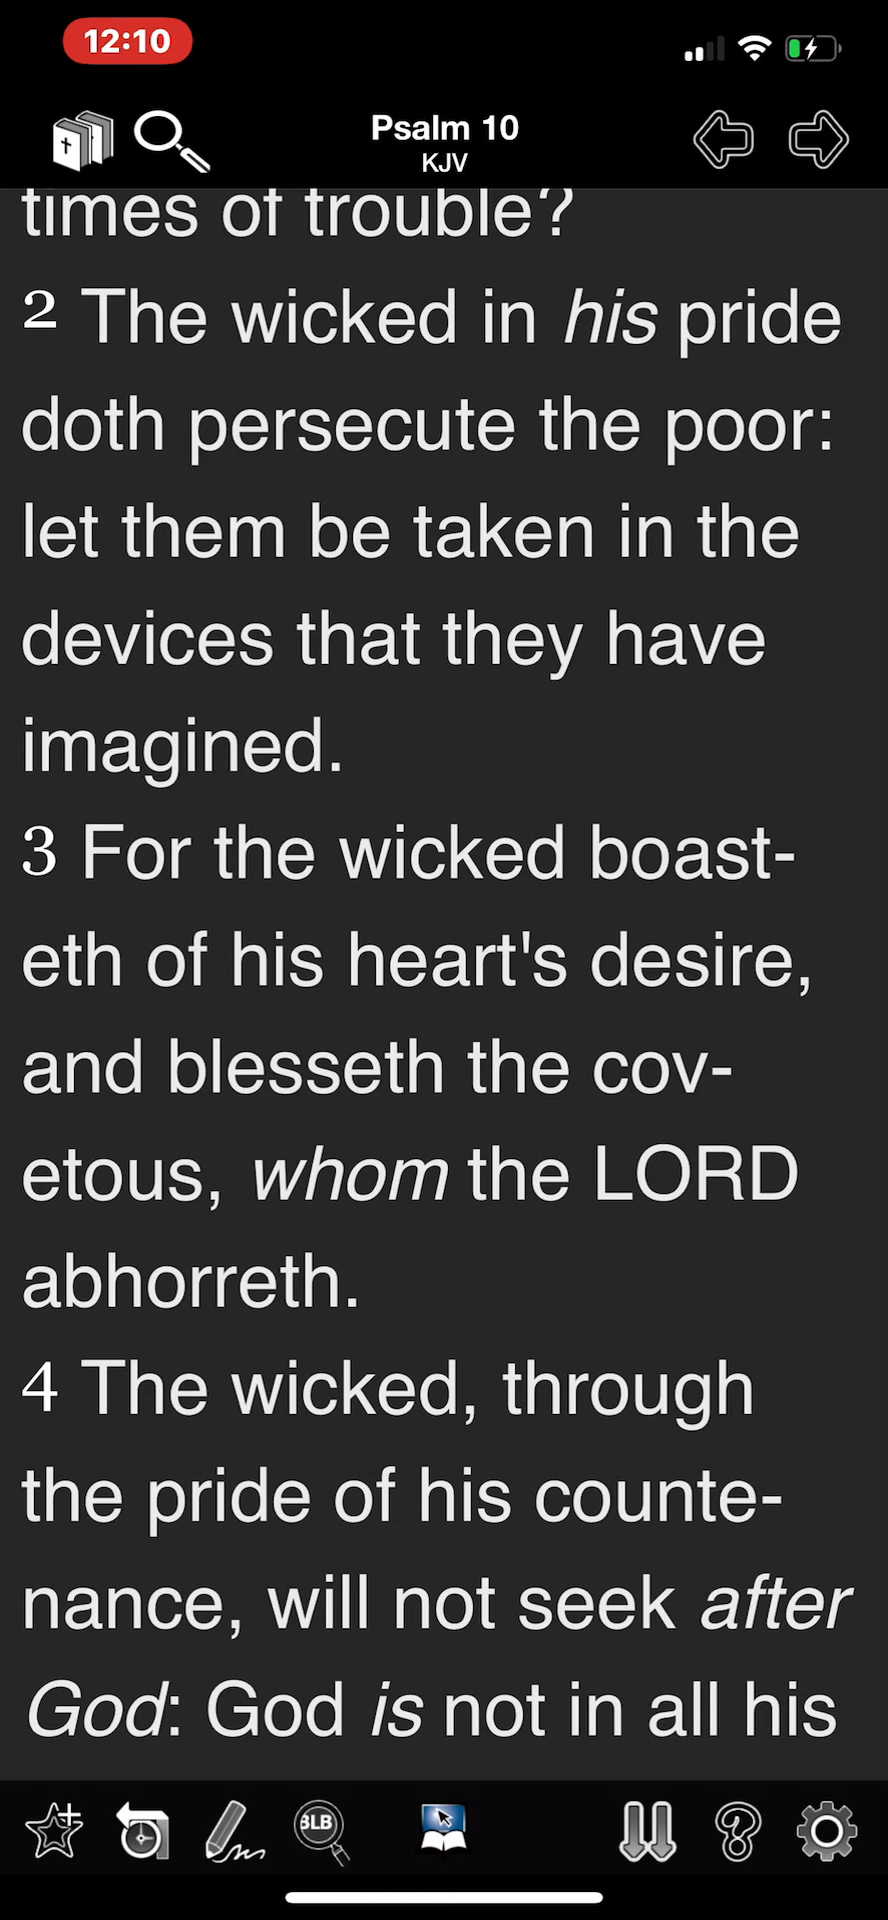 12:10
Psalm 10
KJV
times of trouble?
2 The wicked in his pride
doth persecute the poor:
let them be taken in the
devices that they have
imagined.
3 For the wicked boast-
eth of his heart's desire,
and blesseth the cov-
etous, whom the LORD
abhorreth.
4 The wicked, through
the pride of his counte-
nance, will not seek after
God: God is not in all his
BLB